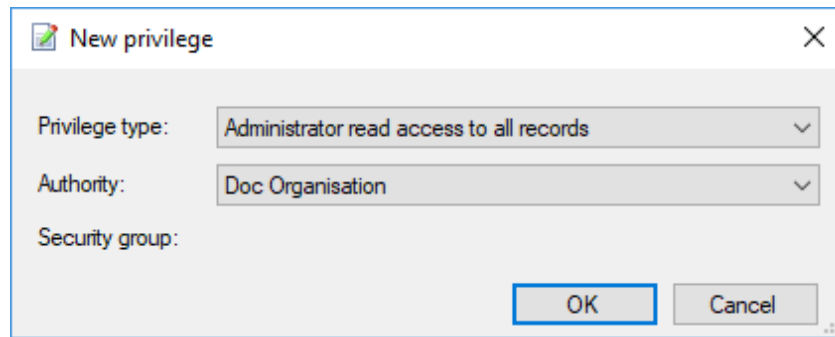 New privilege
Privilege type: Administrator read access to all records
Authority: Doc Organisation
Security group:
OK Cancel